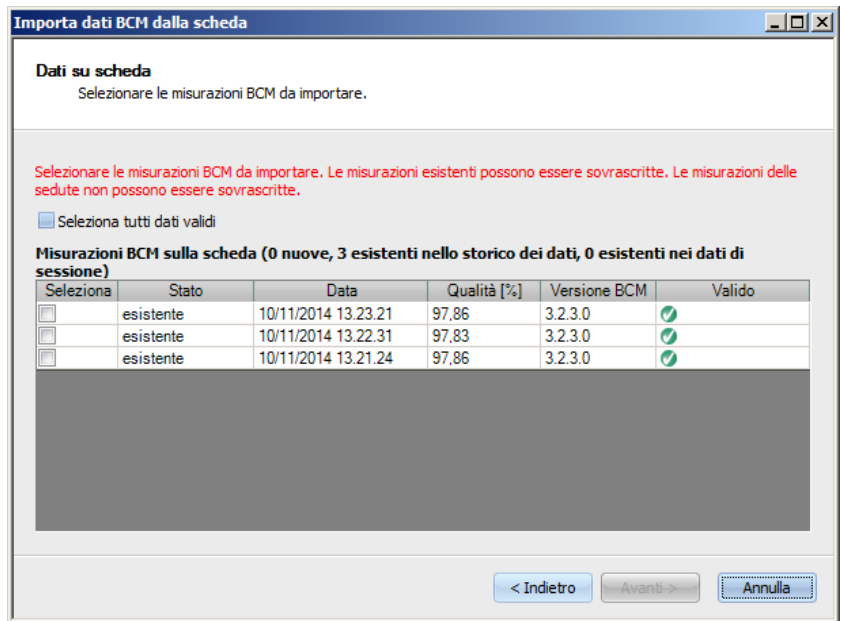 Importa dati BCM dalla scheda
Dati su scheda
Selezionare le misurazioni BCM da importare.
Selezionare le misurazioni BCM da importare. Le misurazioni esistenti possono essere sovrascritte. Le misurazioni delle
sedute non possono essere sovrascritte.
Seleziona tutti dati validi
Misurazioni BCM sulla scheda (0 nuove, 3 esistenti nello storico dei dati, 0 esistenti nei dati di
sessione)
Seleziona Stato Data Qualità [%] Versione BCM Valido
esistente 10/11/2014 13.23.21 97,86 3.2.3.0
esistente 10/11/2014 13.22.31 97,83 3.2.3.0
esistente 10/11/2014 13.21.24 97,86 3.2.3.0
< Indietro Avanti > Annulla